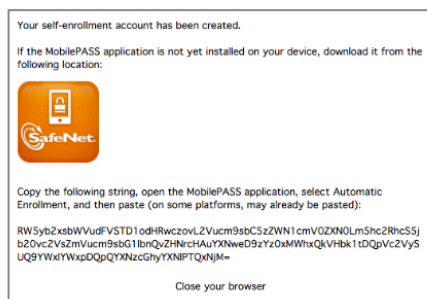 Your self-enrollment account has been created.
If the MobilePASS application is not yet installed on your device, download it from the
following location:
SafeNet
Copy the following string, open the MobilePASS application, select Automatic
Enrollment, and then paste (on some platforms, may already be pasted):
RW5yb2xsbWVudFVSTD1odHRwczovL2Vucm9sbC5zZWN1cmV0ZXN0Lm5hc2RhcS5j
b20vc2VsZmVucm9sbG1lbnQvZHNrcHAuYXNweD9zYz0xMWhxQkVHbk1tDQpVc2VyS
UQ9YWxlYWxpDQpQYXNzcGhyYXNlPTQxNjM=
Close your browser